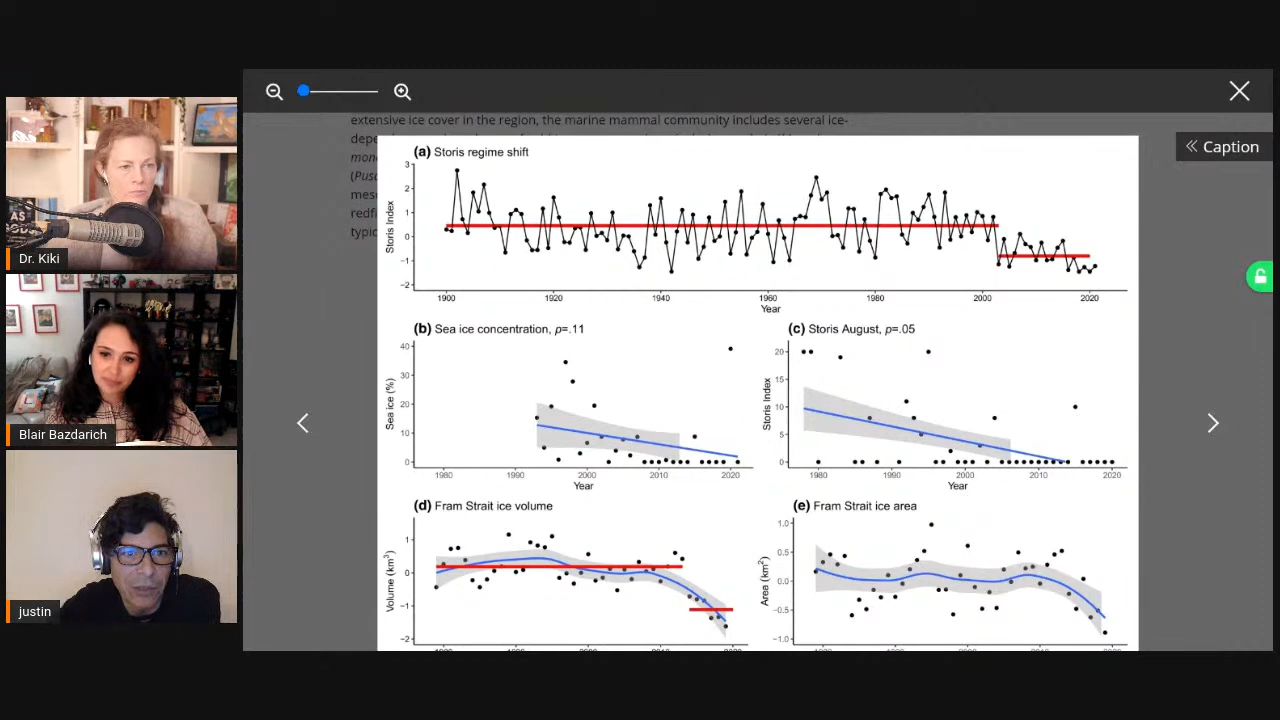 extensive ice cover in the region, the marine mammal community includes several ice-
depe
mono
(Pusc
mese
redfi
typic
Caption
(a) Storis regime shift
Storis Index
3
2
1
0
−1
−2
1900 1920 1940 1960 1980 2000 2020
Year
(b) Sea ice concentration, p=.11
Sea ice (%)
40
30
20
10
0
1980 1990 2000 2010 2020
Year
(c) Storis August, p=.05
Storis Index
20
15
10
5
0
1980 1990 2000 2010 2020
Year
(d) Fram Strait ice volume
Volume (km³)
1
0
−1
−2
(e) Fram Strait ice area
Area (km²)
1.0
0.5
0.0
−0.5
−1.0
Dr. Kiki
Blair Bazdarich
justin